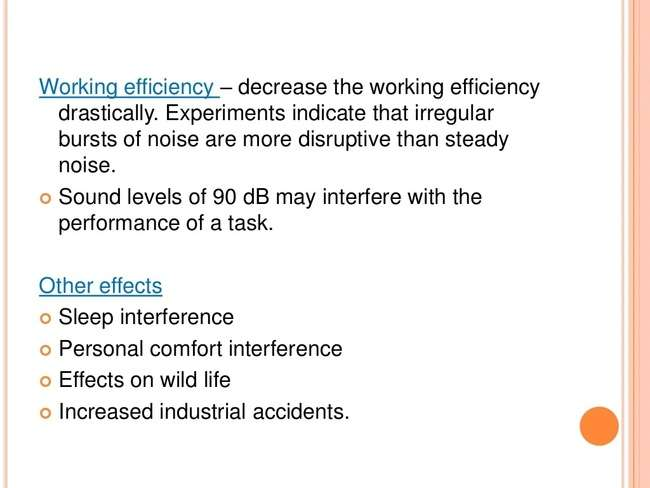 Working efficiency – decrease the working efficiency
drastically. Experiments indicate that irregular
bursts of noise are more disruptive than steady
noise.
Sound levels of 90 dB may interfere with the
performance of a task.
Other effects
Sleep interference
Personal comfort interference
Effects on wild life
Increased industrial accidents.